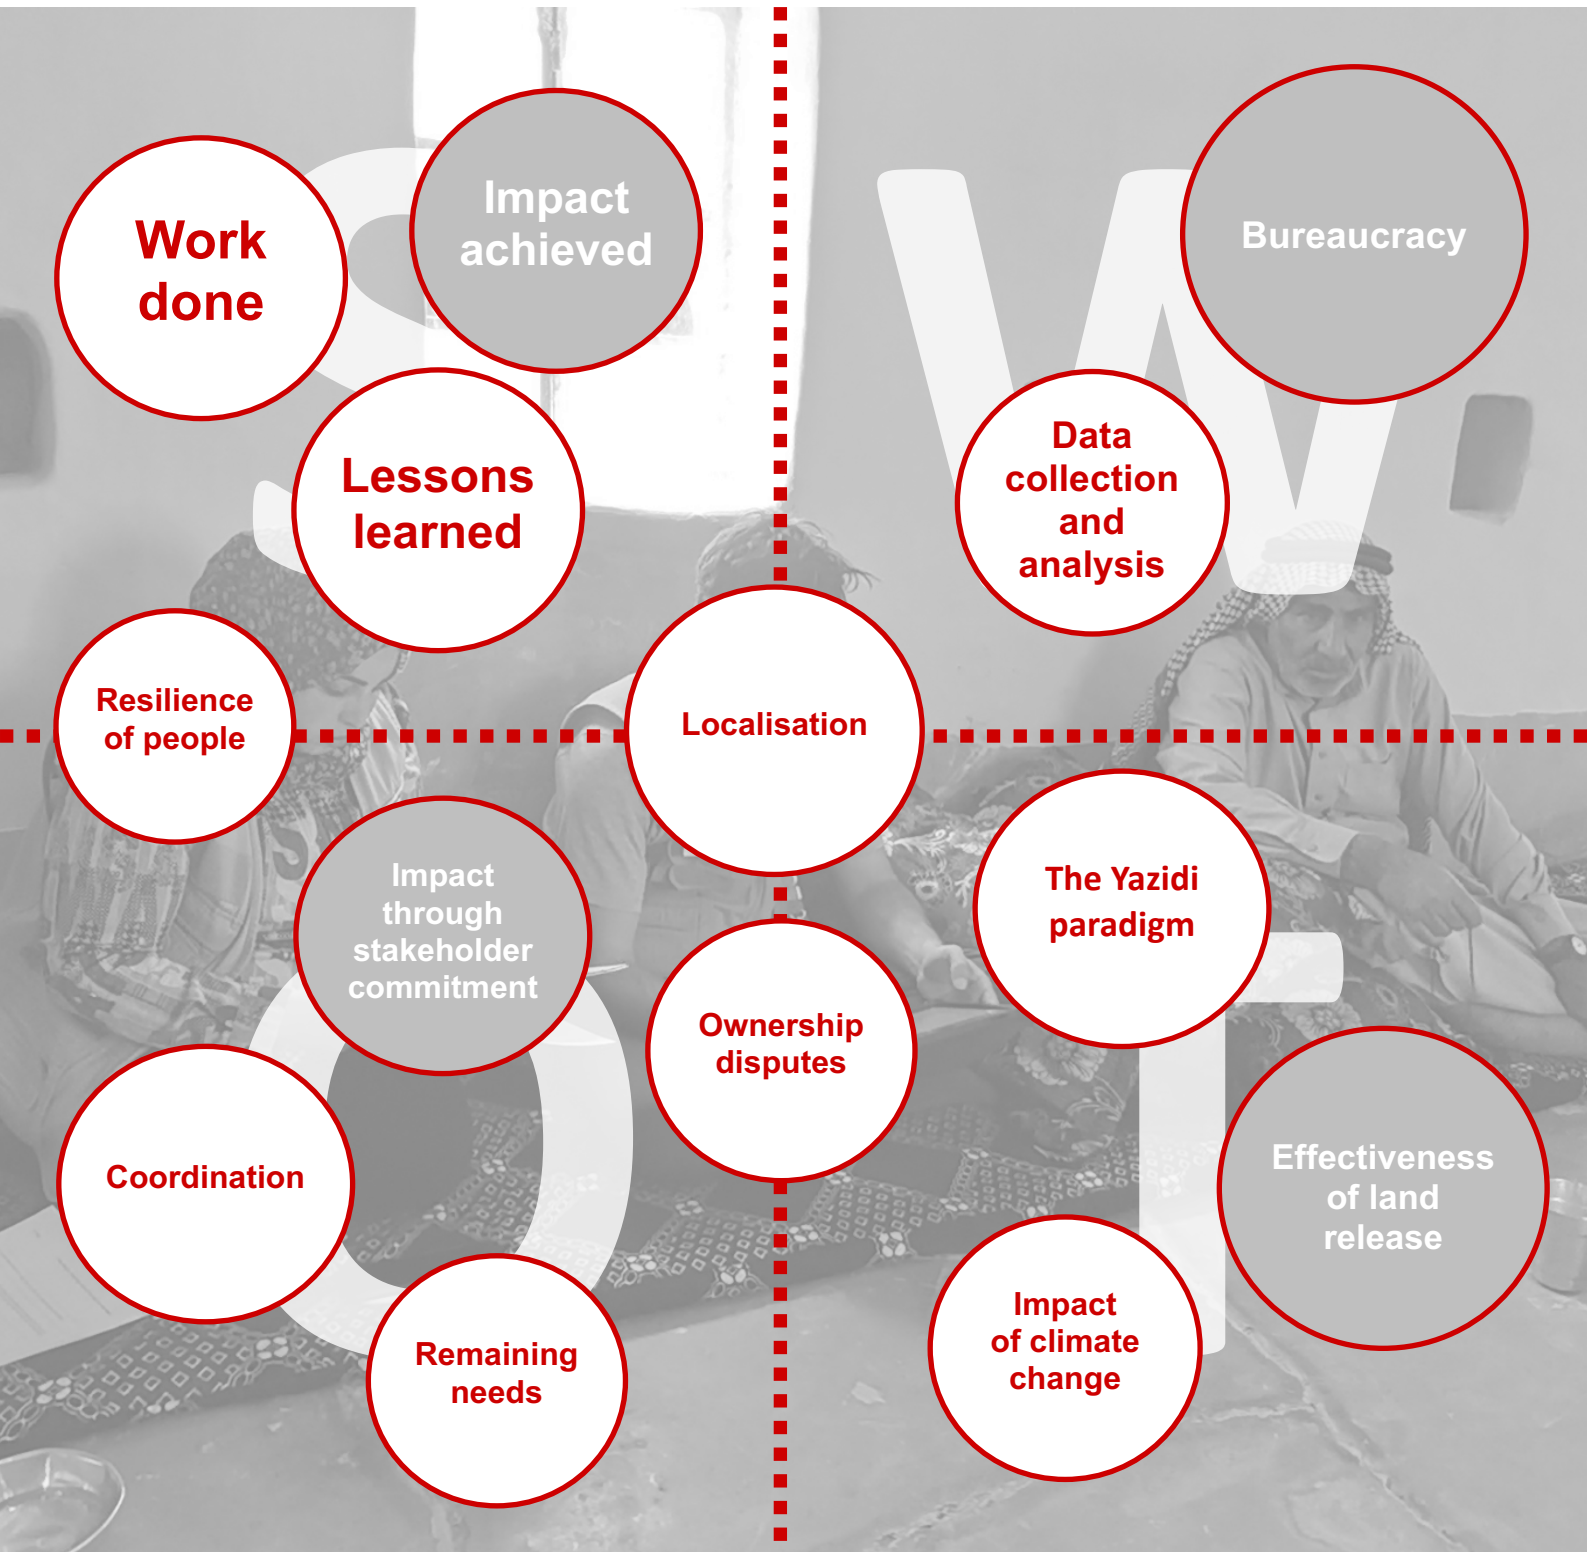 S
W
O
T
Work
done
Impact
achieved
Lessons
learned
Bureaucracy
Data
collection
and
analysis
Resilience
of people
Localisation
Impact
through
stakeholder
commitment
The Yazidi
paradigm
Ownership
disputes
Coordination
Effectiveness
of land
release
Remaining
needs
Impact
of climate
change